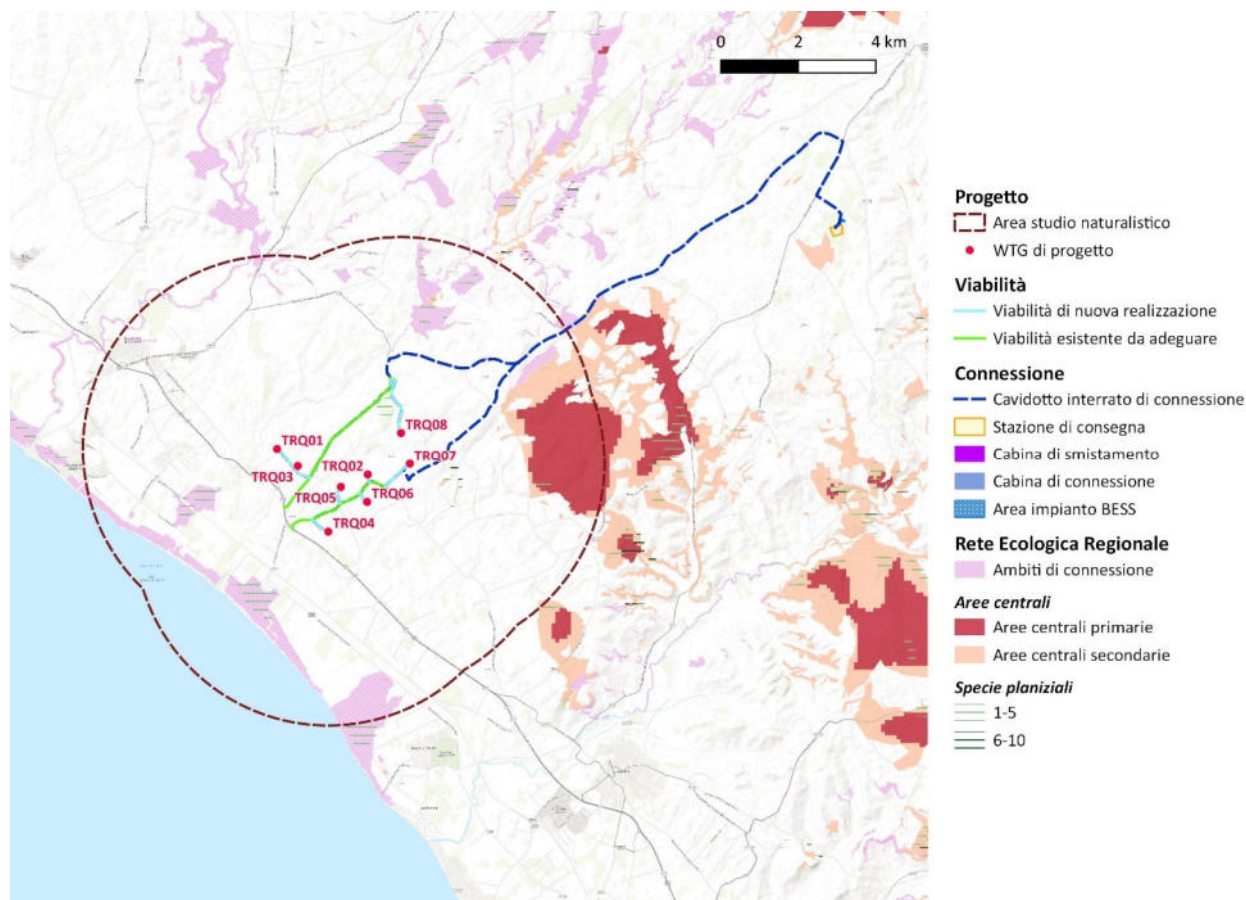 0 2 4 km
TRQ01
TRQ08
TRQ02
TRQ07
TRQ03
TRQ05
TRQ06
TRQ04
Progetto
Area studio naturalistico
WTG di progetto
Viabilità
Viabilità di nuova realizzazione
Viabilità esistente da adeguare
Connessione
Cavidotto interrato di connessione
Stazione di consegna
Cabina di smistamento
Cabina di connessione
Area impianto BESS
Rete Ecologica Regionale
Ambiti di connessione
Aree centrali
Aree centrali primarie
Aree centrali secondarie
Specie planiziali
1-5
6-10